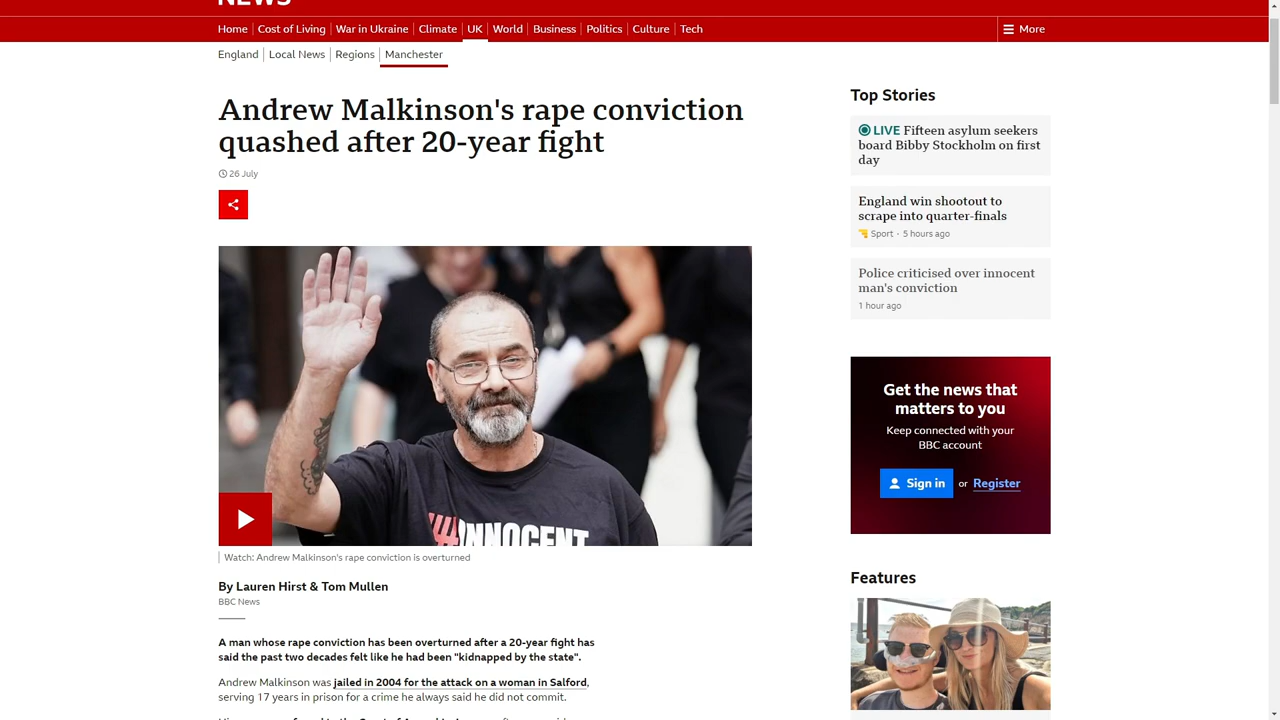 NEWS
Home
Cost of Living
War in Ukraine
Climate
UK
World
Business
Politics
Culture
Tech
More
England
Local News
Regions
Manchester
Andrew Malkinson's rape conviction
quashed after 20-year fight
26 July
INNOCENT
Watch: Andrew Malkinson's rape conviction is overturned
By Lauren Hirst & Tom Mullen
BBC News
A man whose rape conviction has been overturned after a 20-year fight has
said the past two decades felt like he had been "kidnapped by the state".
Andrew Malkinson was jailed in 2004 for the attack on a woman in Salford,
serving 17 years in prison for a crime he always said he did not commit.
Top Stories
LIVE Fifteen asylum seekers
board Bibby Stockholm on first
day
England win shootout to
scrape into quarter-finals
Sport · 5 hours ago
Police criticised over innocent
man's conviction
1 hour ago
Get the news that
matters to you
Keep connected with your
BBC account
Sign in or Register
Features